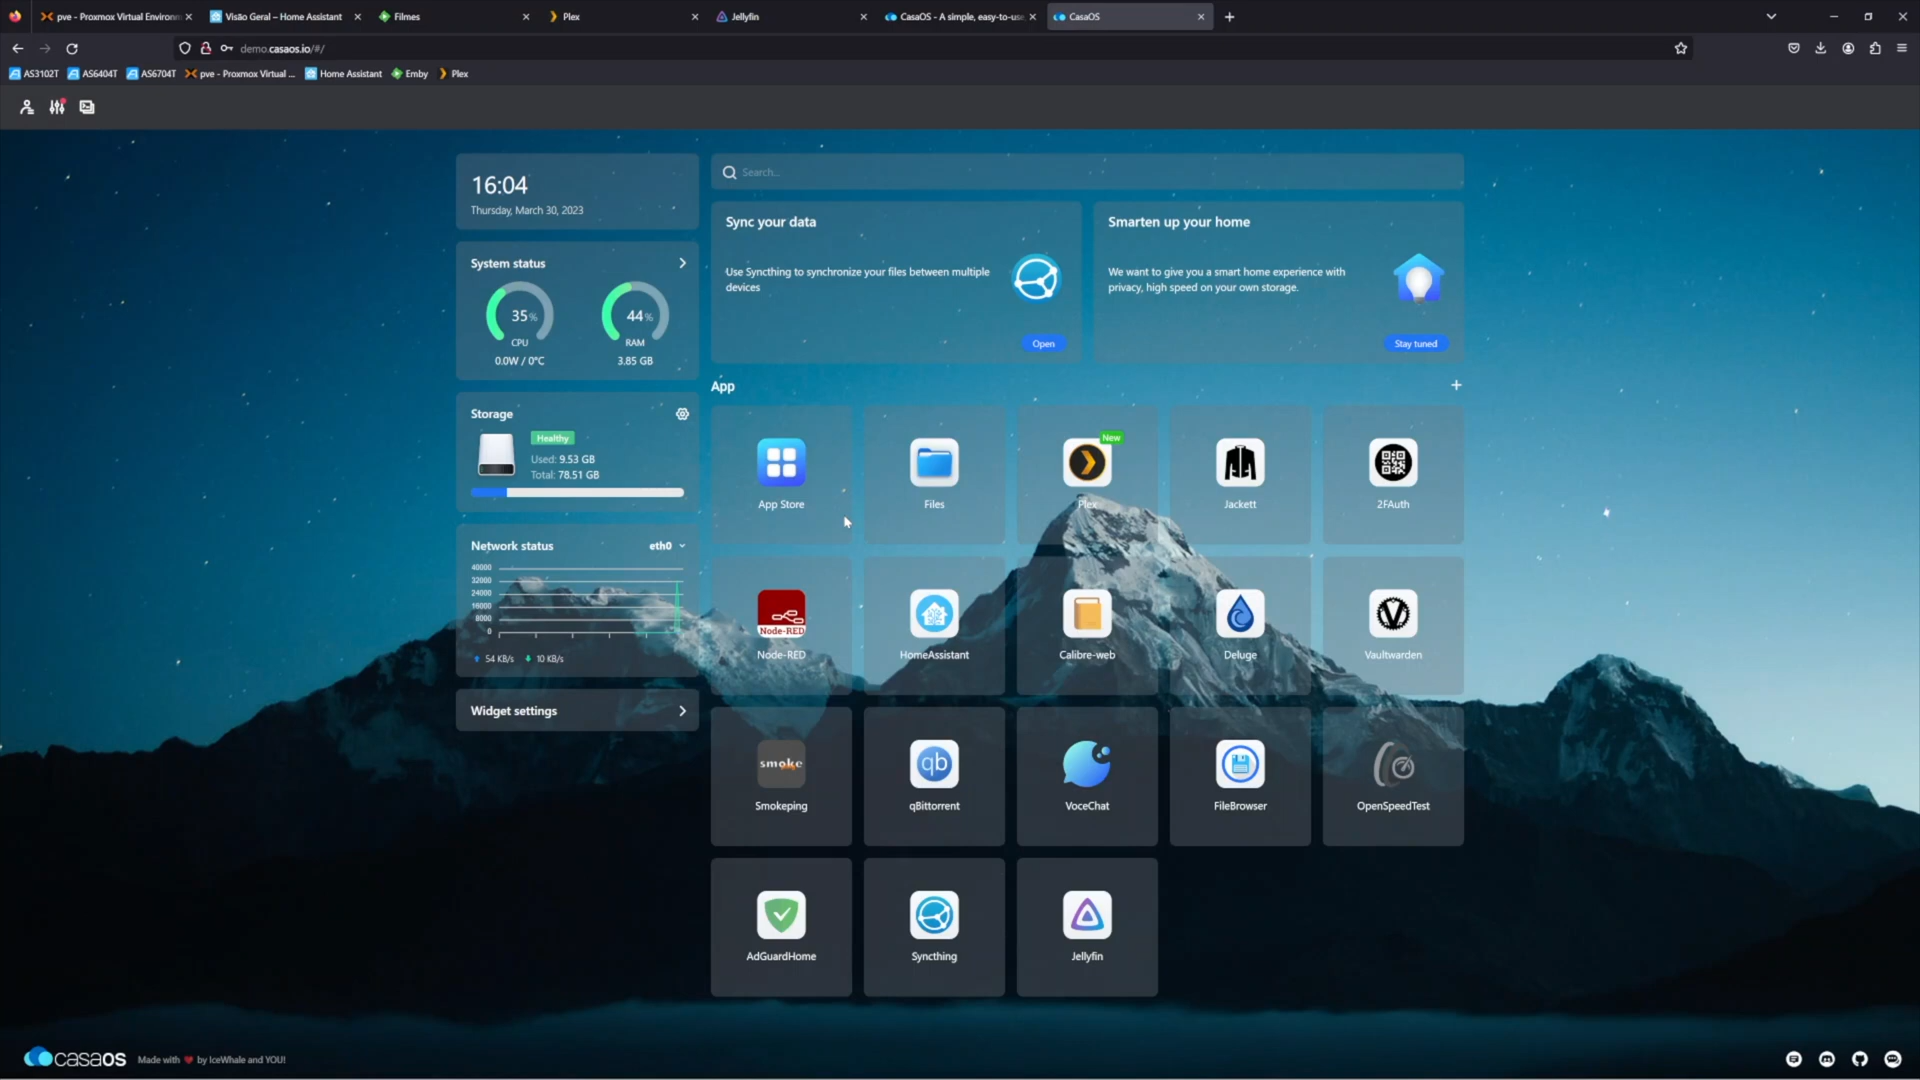 pve - Proxmox Virtual Environm
Visão Geral – Home Assistant
Filmes
Plex
Jellyfin
CasaOS - A simple, easy-to-use,
CasaOS
demo.casaos.io/#/
AS3102T
AS6404T
AS6704T
pve - Proxmox Virtual ...
Home Assistant
Emby
Plex
16:04
Thursday, March 30, 2023
System status
35%
CPU
0.0W / 0°C
44%
RAM
3.85 GB
Storage
Healthy
Used: 9.53 GB
Total: 78.51 GB
Network status
eth0
40000
32000
24000
16000
8000
0
54 KB/s
10 KB/s
Widget settings
Search...
Sync your data
Use Syncthing to synchronize your files between multiple
devices
Open
Smarten up your home
We want to give you a smart home experience with
privacy, high speed on your own storage.
Stay tuned
App
App Store
Files
New
Plex
Jackett
2FAuth
Node-RED
Node-RED
HomeAssistant
Calibre-web
Deluge
Vaultwarden
smoke
Smokeping
qb
qBittorrent
VoceChat
FileBrowser
OpenSpeedTest
AdGuardHome
Syncthing
Jellyfin
casaOS
Made with ❤ by IceWhale and YOU!